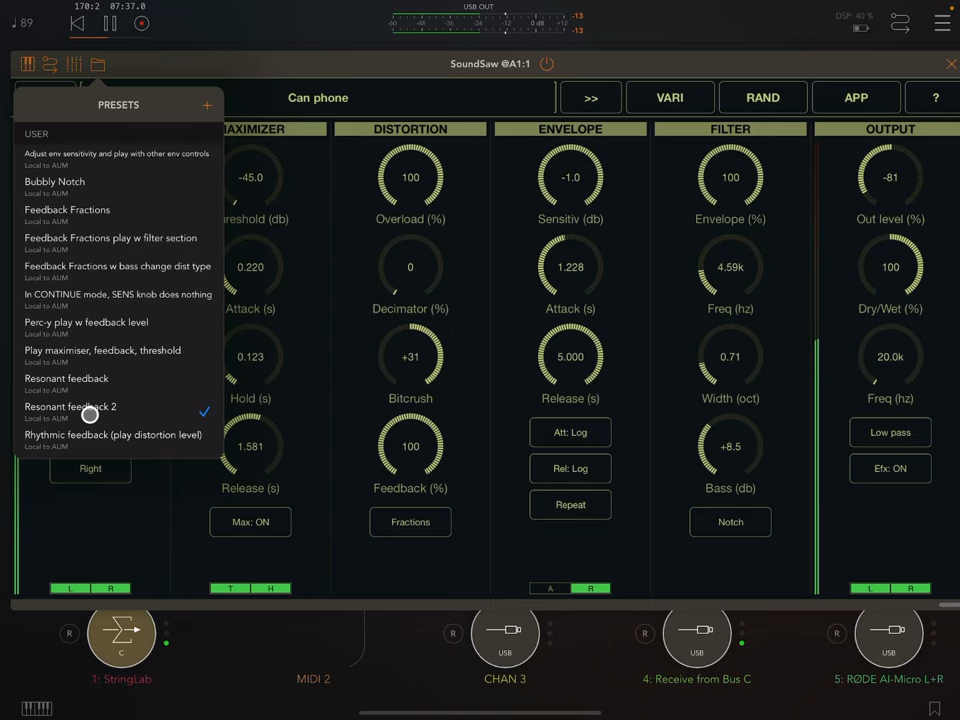 170:2 07:37.0
USB OUT
♩89
-60 -48 -36 -24 -12 0 dB +12
-13
-13
DSP: 40 %
SoundSaw @A1:1
Can phone
>>
VARI
RAND
APP
?
PRESETS
+
USER
Adjust env sensitivity and play with other env controls
Local to AUM
Bubbly Notch
Local to AUM
Feedback Fractions
Local to AUM
Feedback Fractions play w filter section
Local to AUM
Feedback Fractions w bass change dist type
Local to AUM
In CONTINUE mode, SENS knob does nothing
Local to AUM
Perc-y play w feedback level
Local to AUM
Play maximiser, feedback, threshold
Local to AUM
Resonant feedback
Local to AUM
Resonant feedback 2
Local to AUM
Rhythmic feedback (play distortion level)
Local to AUM
Right
L R
AXIMIZER
-45.0
reshold (db)
0.220
Attack (s)
0.123
Hold (s)
1.581
Release (s)
Max: ON
T H
DISTORTION
100
Overload (%)
0
Decimator (%)
+31
Bitcrush
100
Feedback (%)
Fractions
ENVELOPE
-1.0
Sensitiv (db)
1.228
Attack (s)
5.000
Release (s)
Att: Log
Rel: Log
Repeat
A R
FILTER
100
Envelope (%)
4.59k
Freq (hz)
0.71
Width (oct)
+8.5
Bass (db)
Notch
OUTPUT
-81
Out level (%)
100
Dry/Wet (%)
20.0k
Freq (hz)
Low pass
Efx: ON
L R
R
C
R
USB
R
USB
R
USB
1: StringLab
MIDI 2
CHAN 3
4: Receive from Bus C
5: RØDE AI-Micro L+R